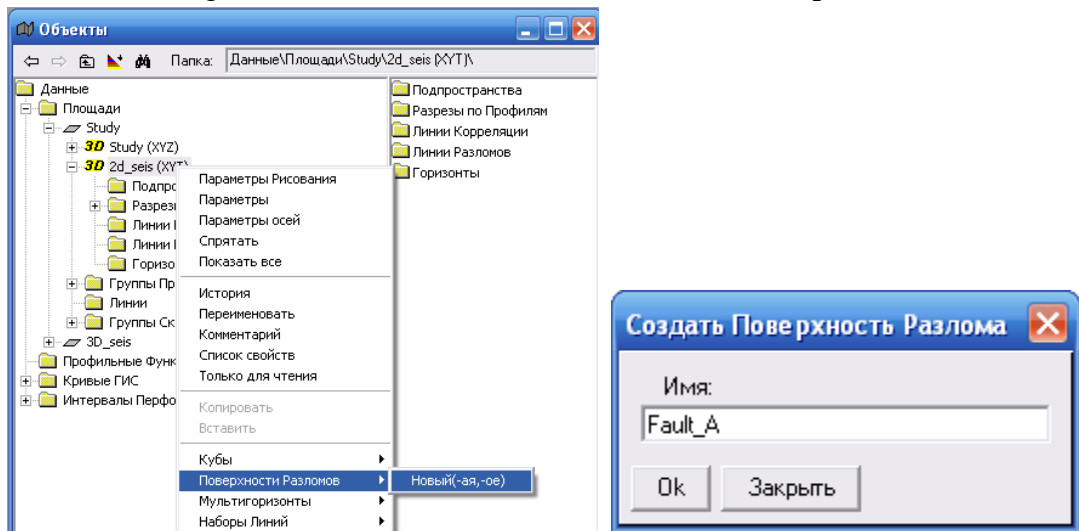 Объекты
Папка: Данные\Площади\Study\2d_seis (XYT)\
Данные
Площади
Study
3D Study (XYZ)
3D 2d_seis (XYT)
Подпро
Разрезы
Линии
Линии
Горизо
Группы Пр
Линии
Группы Ск
3D_seis
Профильные Функ
Кривые ГИС
Интервалы Перфо
Подпространства
Разрезы по Профилям
Линии Корреляции
Линии Разломов
Горизонты
Параметры Рисования
Параметры
Параметры осей
Спрятать
Показать все
История
Переименовать
Комментарий
Список свойств
Только для чтения
Копировать
Вставить
Кубы
Поверхности Разломов
Новый(-ая,-ое)
Мультигоризонты
Наборы Линий
Создать Поверхность Разлома
Имя:
Fault_A
Ok Закрыть